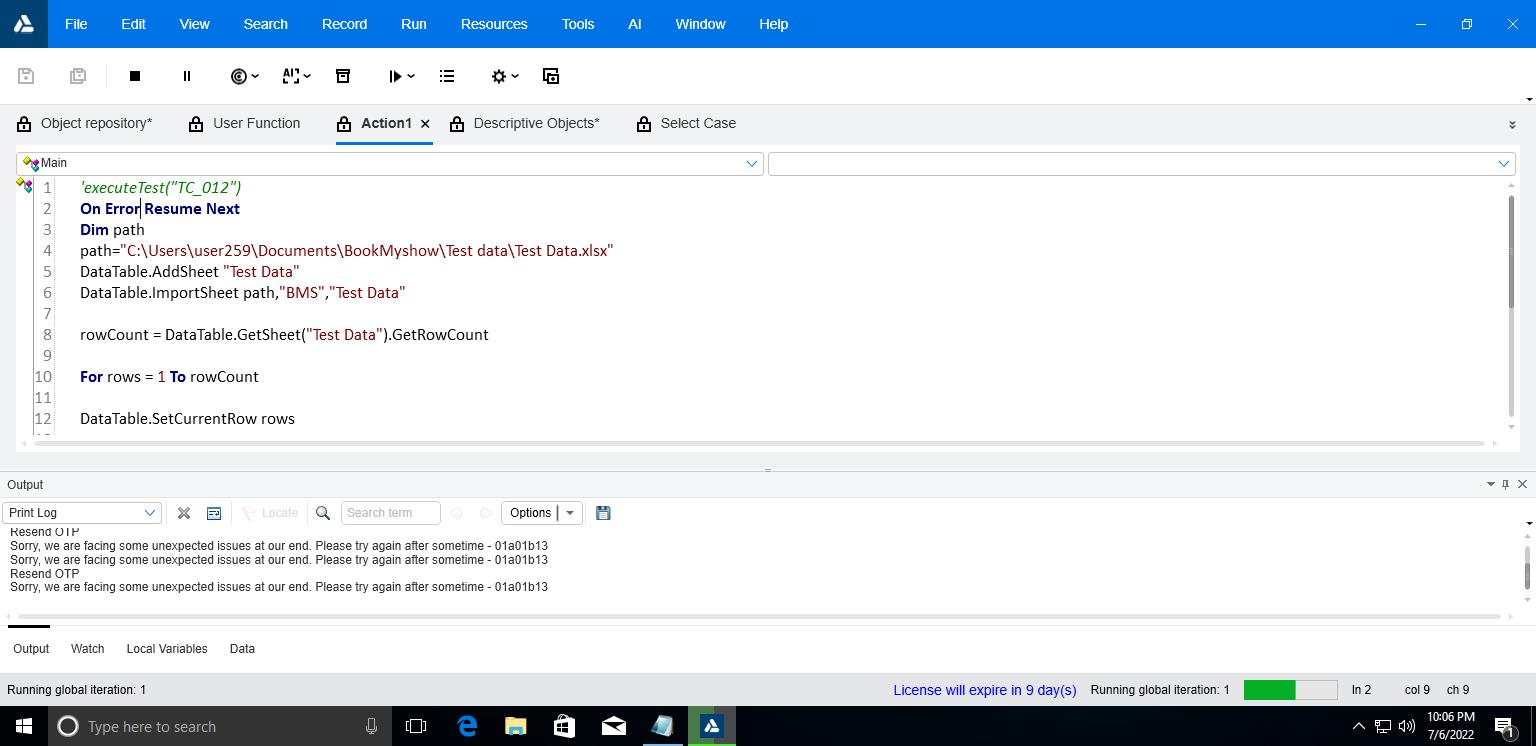 File Edit View Search Record Run Resources Tools AI Window Help
Object repository* User Function Action1 Descriptive Objects* Select Case
Main
1 'executeTest("TC_012")
2 On Error Resume Next
3 Dim path
4 path="C:\Users\user259\Documents\BookMyshow\Test data\Test Data.xlsx"
5 DataTable.AddSheet "Test Data"
6 DataTable.ImportSheet path,"BMS","Test Data"
7
8 rowCount = DataTable.GetSheet("Test Data").GetRowCount
9
10 For rows = 1 To rowCount
11
12 DataTable.SetCurrentRow rows
Output
Print Log Locate Search term Options
Resend OTP
Sorry, we are facing some unexpected issues at our end. Please try again after sometime - 01a01b13
Sorry, we are facing some unexpected issues at our end. Please try again after sometime - 01a01b13
Resend OTP
Sorry, we are facing some unexpected issues at our end. Please try again after sometime - 01a01b13
Output Watch Local Variables Data
Running global iteration: 1 License will expire in 9 day(s) Running global iteration: 1 ln 2 col 9 ch 9
Type here to search
10:06 PM
7/6/2022
1